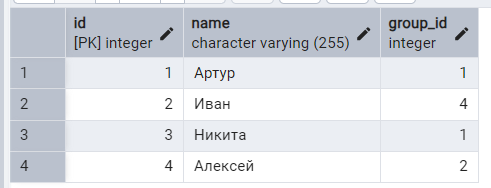 id name group_id
[PK] integer character varying (255) integer
1 1 Артур 1
2 2 Иван 4
3 3 Никита 1
4 4 Алексей 2